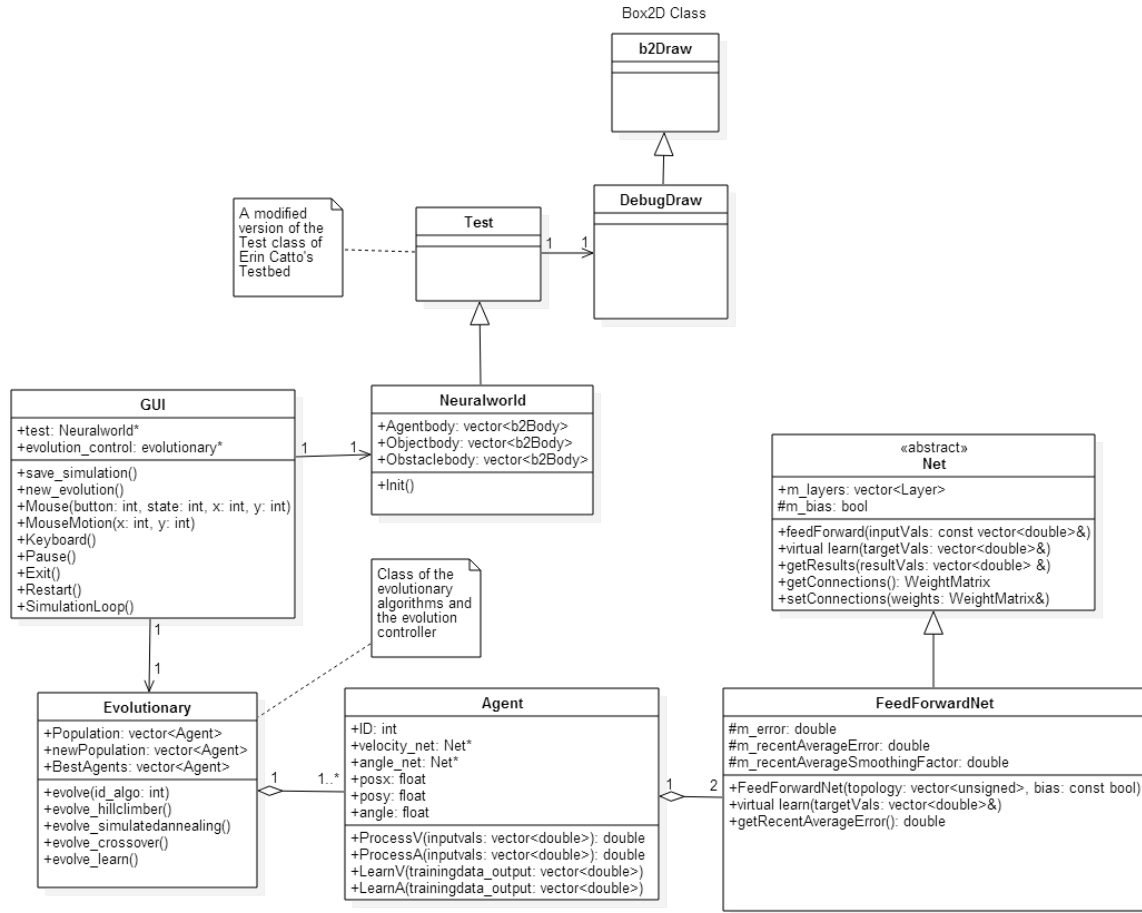 Box2D Class
b2Draw
DebugDraw
A modified
version of the
Test class of
Erin Catto's
Testbed
Test
1
1
GUI
+test: Neuralworld*
+evolution_control: evolutionary*
+save_simulation()
+new_evolution()
+Mouse(button: int, state: int, x: int, y: int)
+MouseMotion(x: int, y: int)
+Keyboard()
+Pause()
+Exit()
+Restart()
+SimulationLoop()
1
1
Neuralworld
+Agentbody: vector<b2Body>
+Objectbody: vector<b2Body>
+Obstaclebody: vector<b2Body>
+Init()
«abstract»
Net
+m_layers: vector<Layer>
#m_bias: bool
+feedForward(inputVals: const vector<double>&)
+virtual learn(targetVals: vector<double>&)
+getResults(resultVals: vector<double> &)
+getConnections(): WeightMatrix
+setConnections(weights: WeightMatrix&)
Class of the
evolutionary
algorithms and
the evolution
controller
1
1
Evolutionary
+Population: vector<Agent>
+newPopulation: vector<Agent>
+BestAgents: vector<Agent>
+evolve(id_algo: int)
+evolve_hillclimber()
+evolve_simulatedannealing()
+evolve_crossover()
+evolve_learn()
1
1..*
Agent
+ID: int
+velocity_net: Net*
+angle_net: Net*
+posx: float
+posy: float
+angle: float
+ProcessV(inputvals: vector<double>): double
+ProcessA(inputvals: vector<double>): double
+LearnV(trainingdata_output: vector<double>)
+LearnA(trainingdata_output: vector<double>)
1
2
FeedForwardNet
#m_error: double
#m_recentAverageError: double
#m_recentAverageSmoothingFactor: double
+FeedForwardNet(topology: vector<unsigned>, bias: const bool)
+virtual learn(targetVals: vector<double>&)
+getRecentAverageError(): double